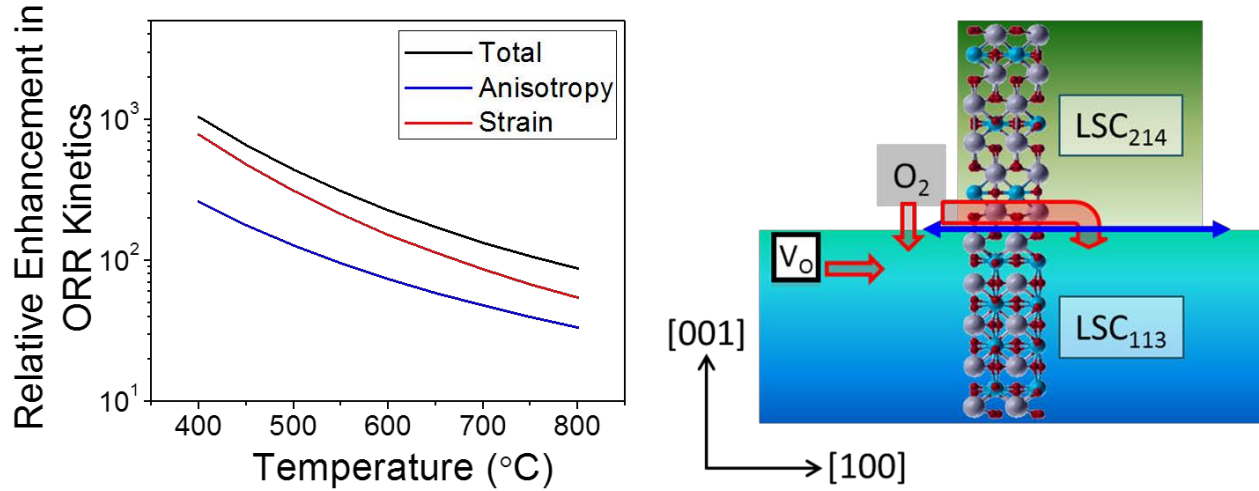 Relative Enhancement in
ORR Kinetics
10³
10²
10¹
400 500 600 700 800
Temperature (°C)
Total
Anisotropy
Strain
O₂
V₀
LSC₂₁₄
LSC₁₁₃
[001]
[100]